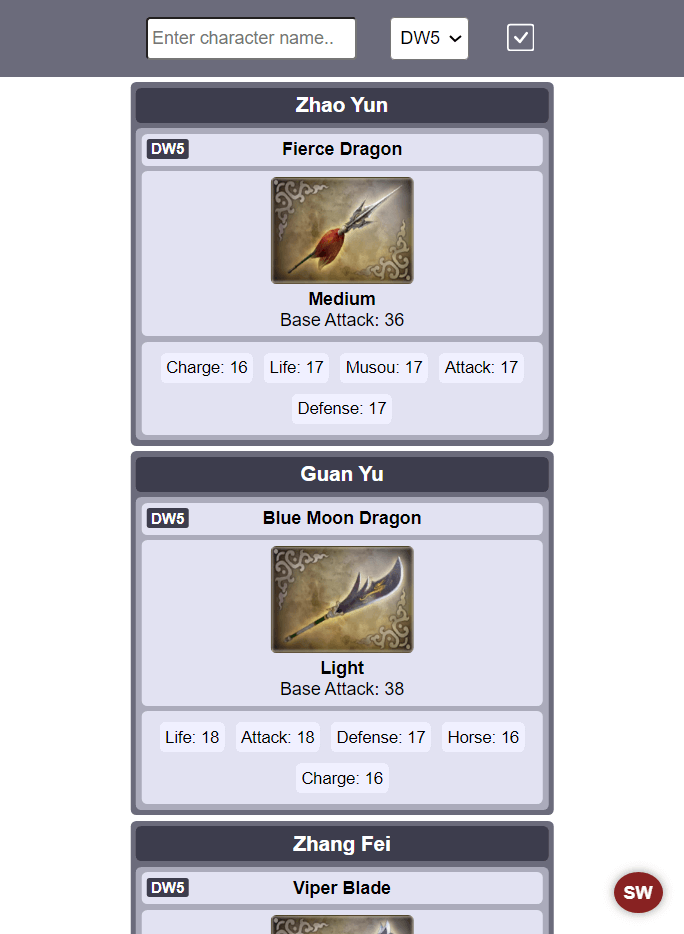 Enter character name.. DW5
Zhao Yun
DW5 Fierce Dragon
Medium
Base Attack: 36
Charge: 16 Life: 17 Musou: 17 Attack: 17
Defense: 17
Guan Yu
DW5 Blue Moon Dragon
Light
Base Attack: 38
Life: 18 Attack: 18 Defense: 17 Horse: 16
Charge: 16
Zhang Fei
DW5 Viper Blade
SW